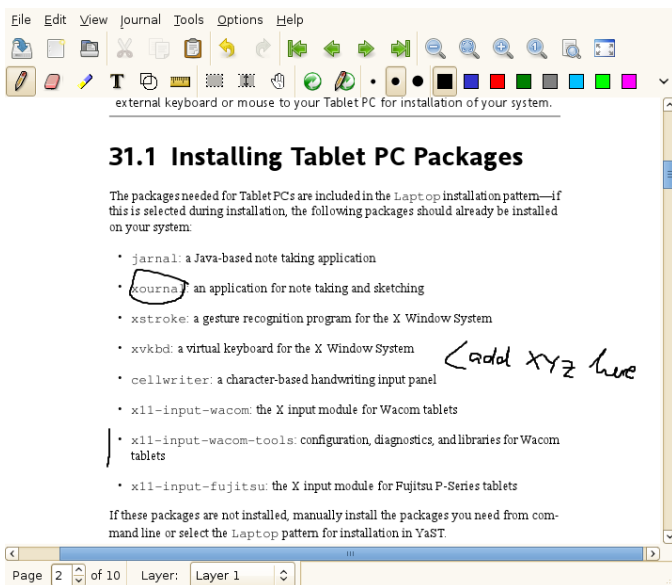 File Edit View Journal Tools Options Help
external keyboard or mouse to your Tablet PC for installation of your system.
31.1 Installing Tablet PC Packages
The packages needed for Tablet PCs are included in the Laptop installation pattern—if
this is selected during installation, the following packages should already be installed
on your system:
• jarnal: a Java-based note taking application
• xournal: an application for note taking and sketching
• xstroke: a gesture recognition program for the X Window System
• xvkbd: a virtual keyboard for the X Window System
<add XYZ here
• cellwriter: a character-based handwriting input panel
• x11-input-wacom: the X input module for Wacom tablets
• x11-input-wacom-tools: configuration, diagnostics, and libraries for Wacom
tablets
• x11-input-fujitsu: the X input module for Fujitsu P-Series tablets
If these packages are not installed, manually install the packages you need from com-
mand line or select the Laptop pattern for installation in YaST.
Page 2 of 10 Layer: Layer 1